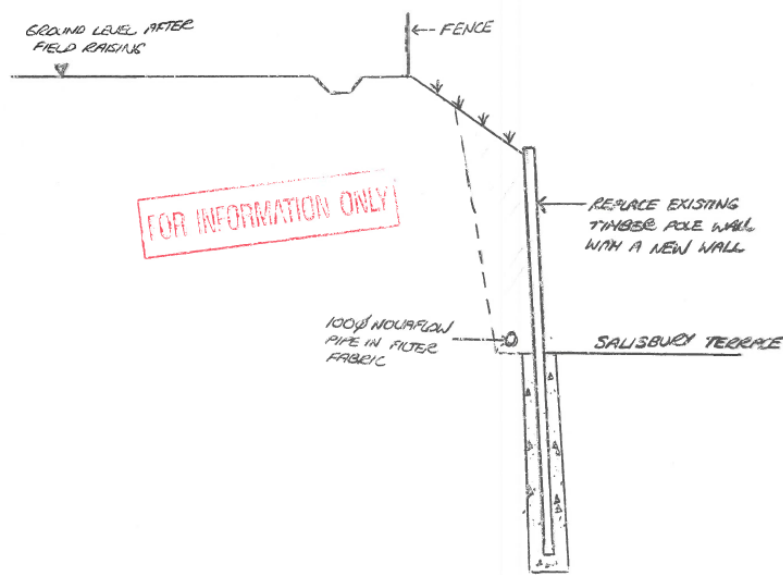 GROUND LEVEL AFTER
FIELD RAISING
FENCE
FOR INFORMATION ONLY
REPLACE EXISTING
TIMBER POLE WALL
WITH A NEW WALL
100Ø NOVAFLOW
PIPE IN FILTER
FABRIC
SALISBURY TERRACE